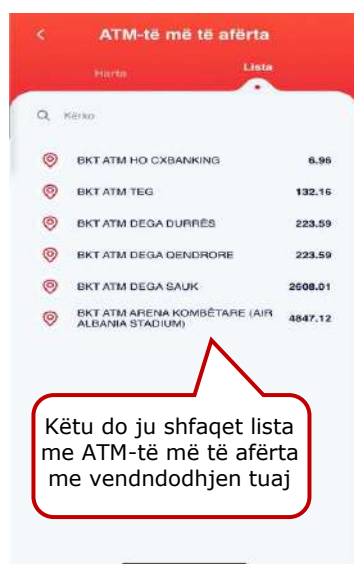 ATM-të më të afërta
Harta Lista
Kërko
BKT ATM HO CXBANKING 6.96
BKT ATM TEG 132.16
BKT ATM DEGA DURRËS 223.59
BKT ATM DEGA QENDRORE 223.59
BKT ATM DEGA SAUK 2608.01
BKT ATM ARENA KOMBËTARE (AIR
ALBANIA STADIUM) 4847.12
Këtu do ju shfaqet lista
me ATM-të më të afërta
me vendndodhjen tuaj